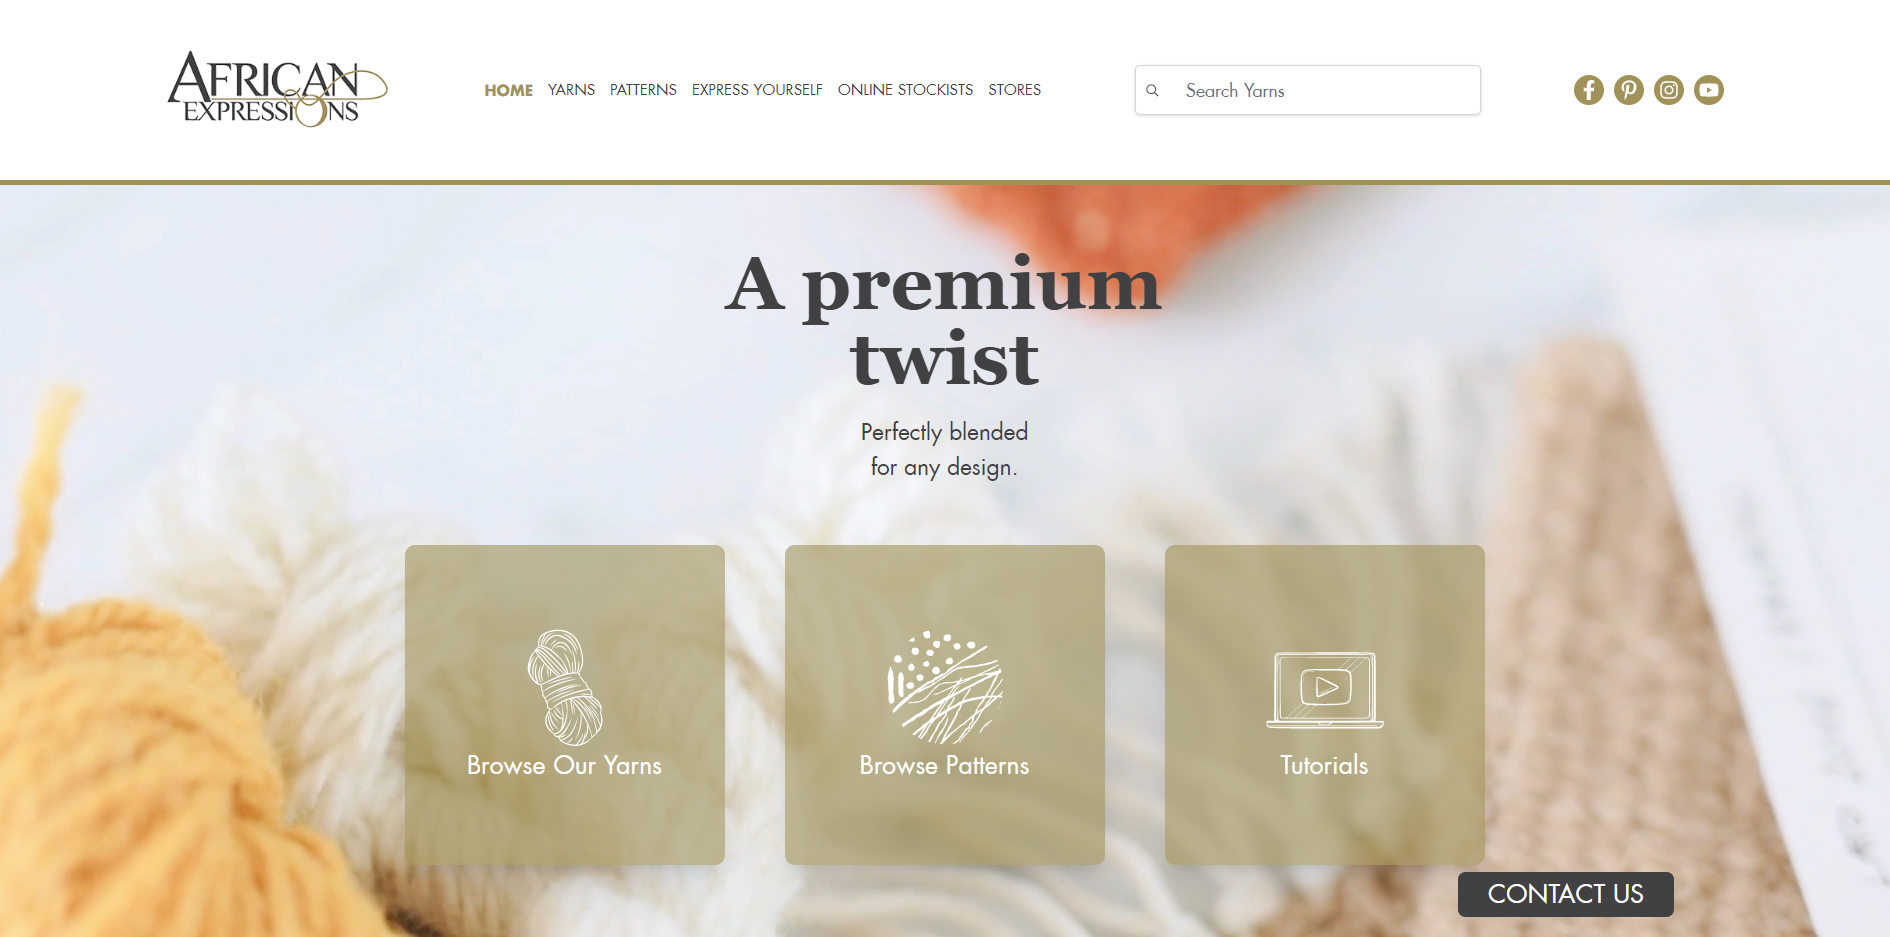 AFRICAN
EXPRESSIONS
HOME YARNS PATTERNS EXPRESS YOURSELF ONLINE STOCKISTS STORES
Search Yarns
A premium
twist
Perfectly blended
for any design.
Browse Our Yarns
Browse Patterns
Tutorials
CONTACT US